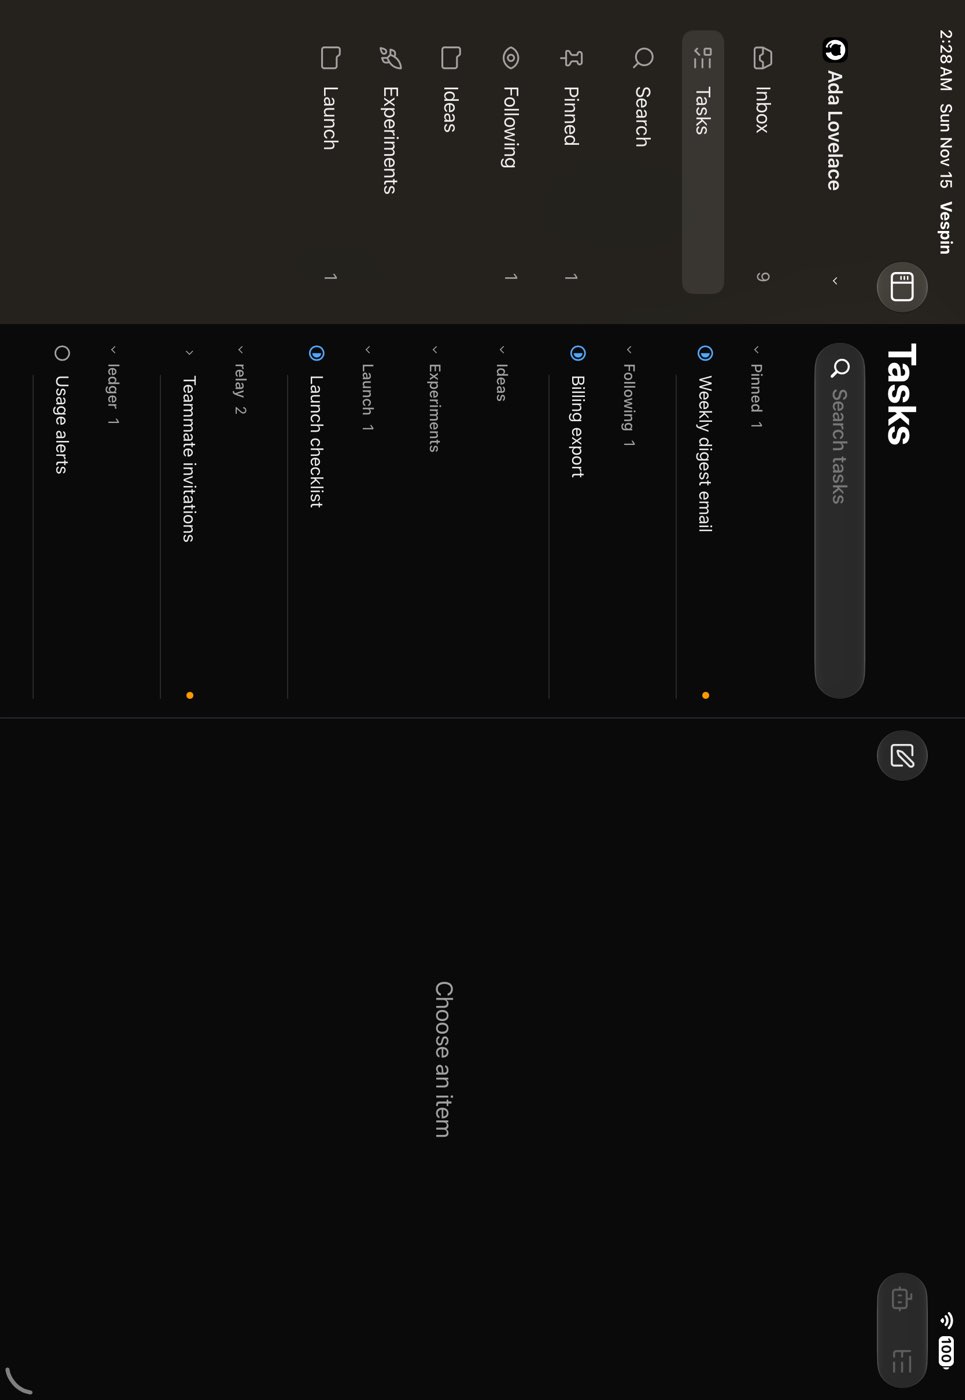 2:28 AM Sun Nov 15 Vespin
100
Ada Lovelace
Inbox 9
Tasks
Search
Pinned 1
Following 1
Ideas
Experiments
Launch 1
Tasks
Search tasks
Pinned 1
Weekly digest email
Following 1
Billing export
Ideas
Experiments
Launch 1
Launch checklist
relay 2
Teammate invitations
ledger 1
Usage alerts
Choose an item